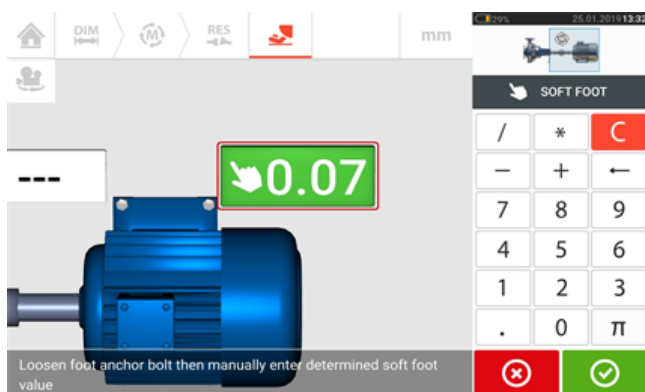 DIM
(M)
RES
mm
29%
25.01.2019 13:32
SOFT FOOT
---
0.07
/ * C
− + ←
7 8 9
4 5 6
1 2 3
. 0 π
Loosen foot anchor bolt then manually enter determined soft foot
value